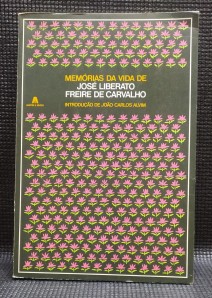 MEMÓRIAS DA VIDA DE
JOSÉ LIBERATO
FREIRE DE CARVALHO
INTRODUÇÃO DE JOÃO CARLOS ALVIM
A